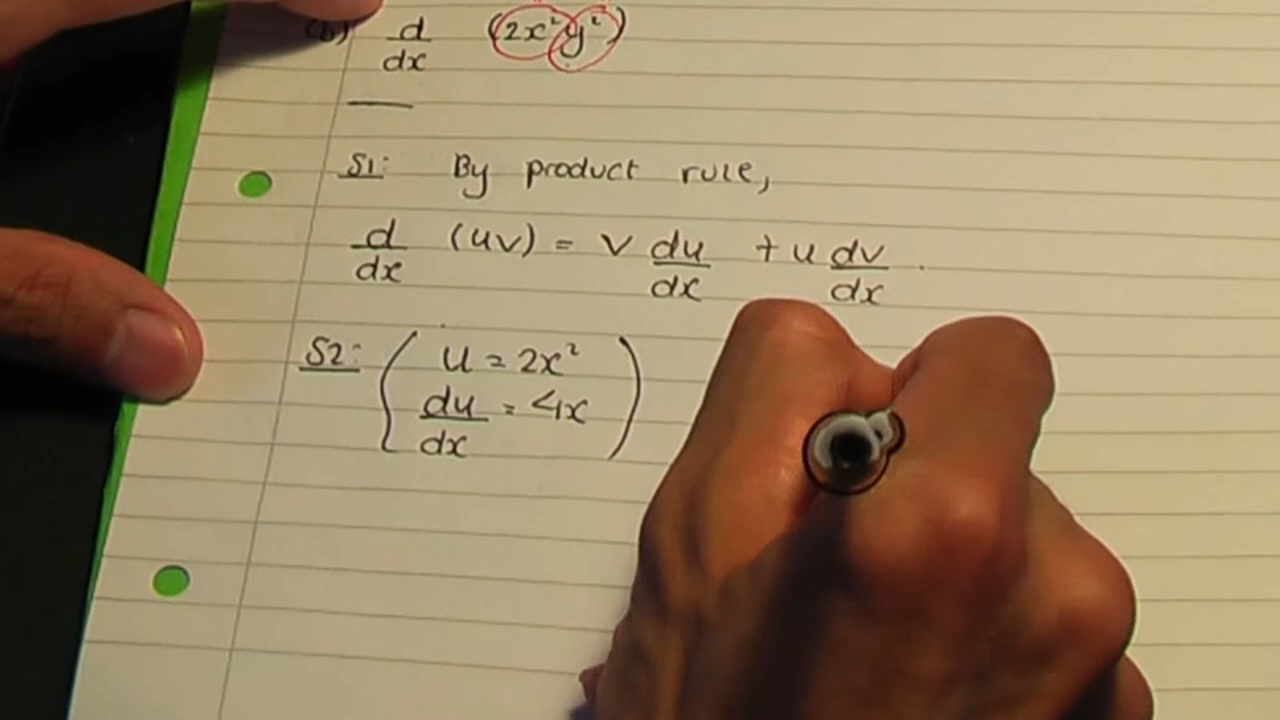 (b) d/dx (2x²y²)
S1: By product rule,
d/dx (uv) = v du/dx + u dv/dx.
S2: ( u = 2x²
du/dx = 4x )